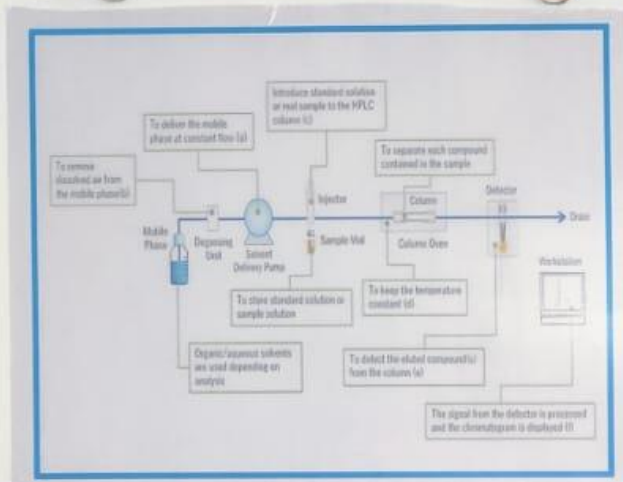 Introduce standard solution
or real sample to the HPLC
column (c)
To deliver the mobile
phase at constant flow (a)
To separate each compound
contained in the sample
To remove
dissolved air from
the mobile phase(b)
Injector
Column
Detector
Drain
Mobile
Phase
Degassing
Unit
Solvent
Delivery Pump
Sample Vial
Column Oven
Workstation
To store standard solution or
sample solution
To keep the temperature
constant (d)
Organic/aqueous solvents
are used depending on
analysis
To detect the eluted compound(s)
from the column (e)
The signal from the detector is processed
and the chromatogram is displayed (f)